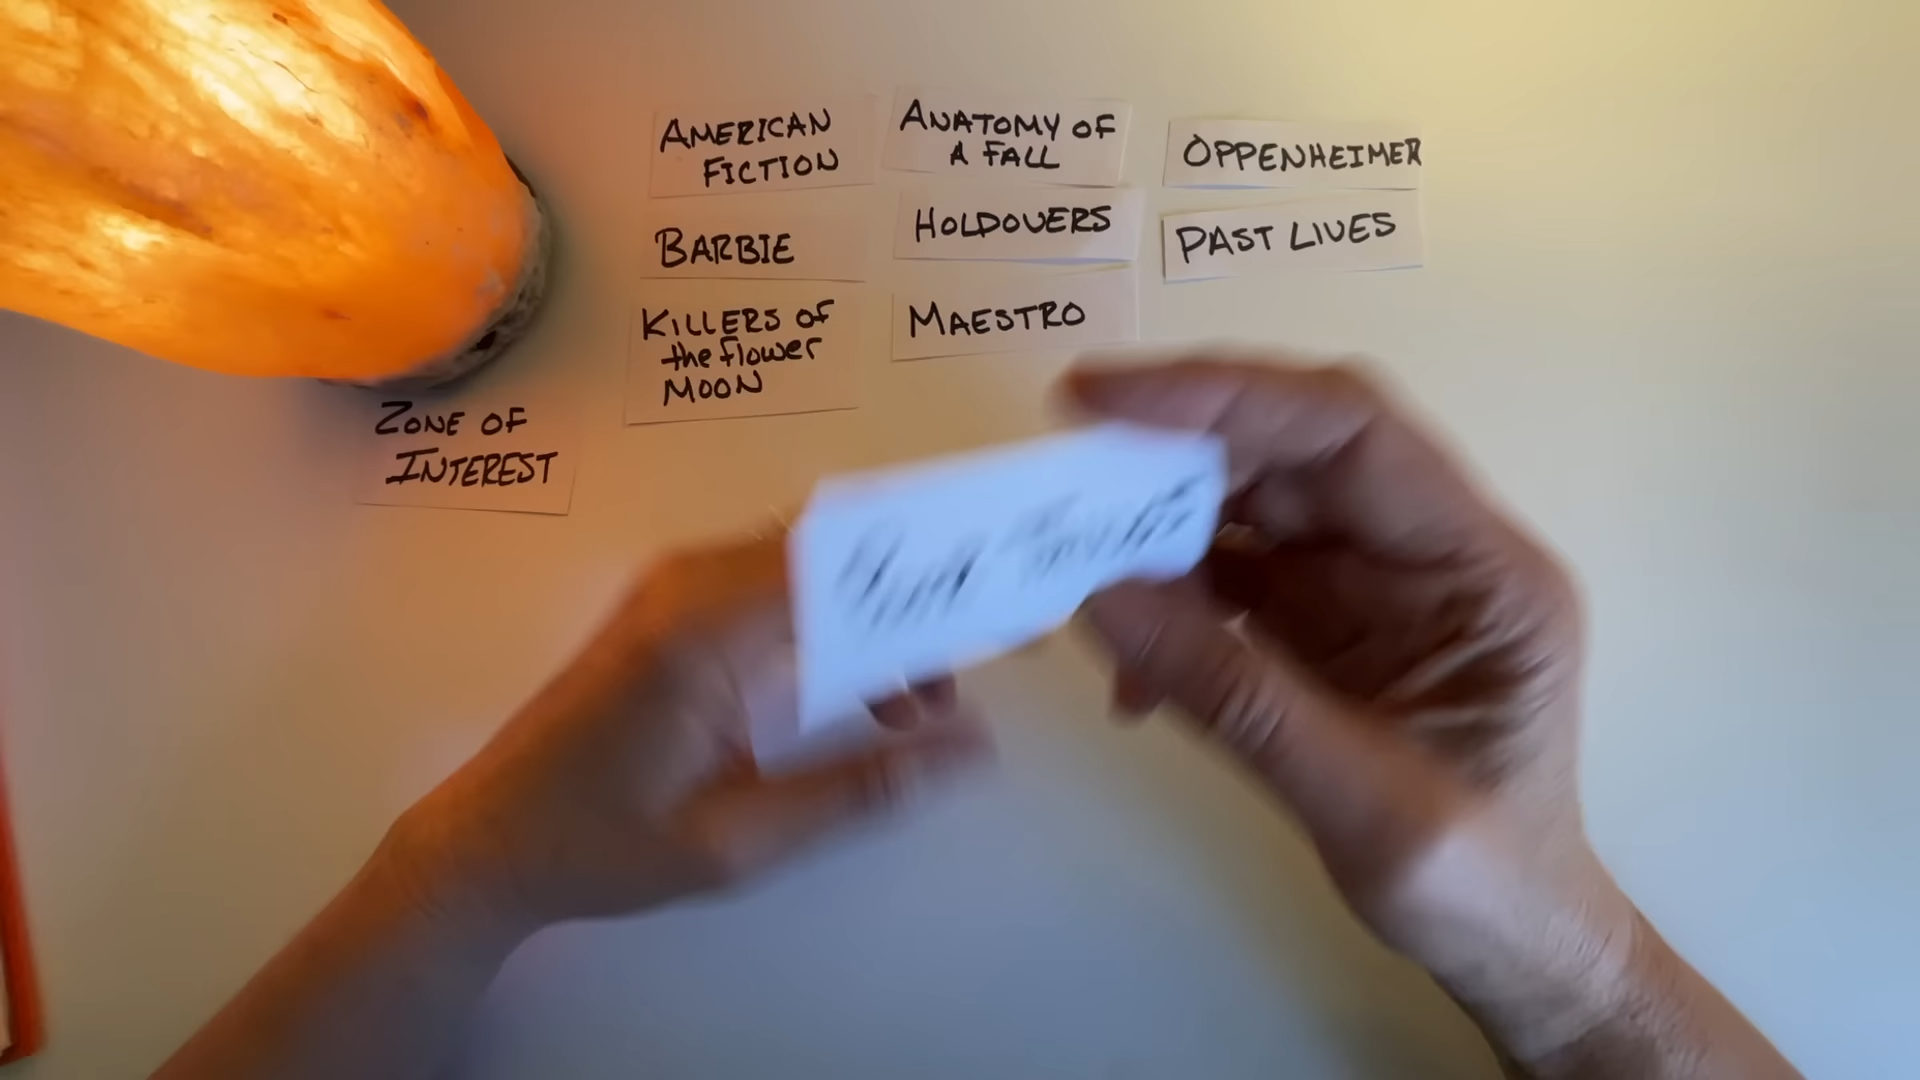 AMERICAN
FICTION
ANATOMY OF
A FALL
OPPENHEIMER
BARBIE
HOLDOVERS
PAST LIVES
KILLERS OF
the flower
MOON
MAESTRO
ZONE OF
INTEREST